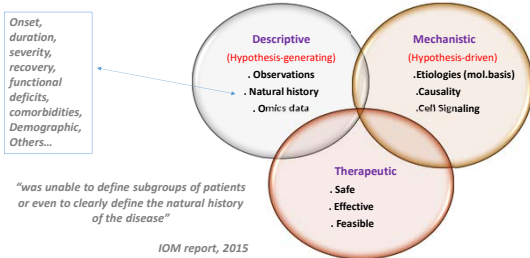 Onset,
duration,
severity,
recovery,
functional
deficits,
comorbidities,
Demographic,
Others...
Descriptive
(Hypothesis-generating)
. Observations
. Natural history
. Omics data
Mechanistic
(Hypothesis-driven)
.Etiologies (mol.basis)
.Causality
.Cell Signaling
Therapeutic
. Safe
. Effective
. Feasible
“was unable to define subgroups of patients
or even to clearly define the natural history
of the disease”
IOM report, 2015